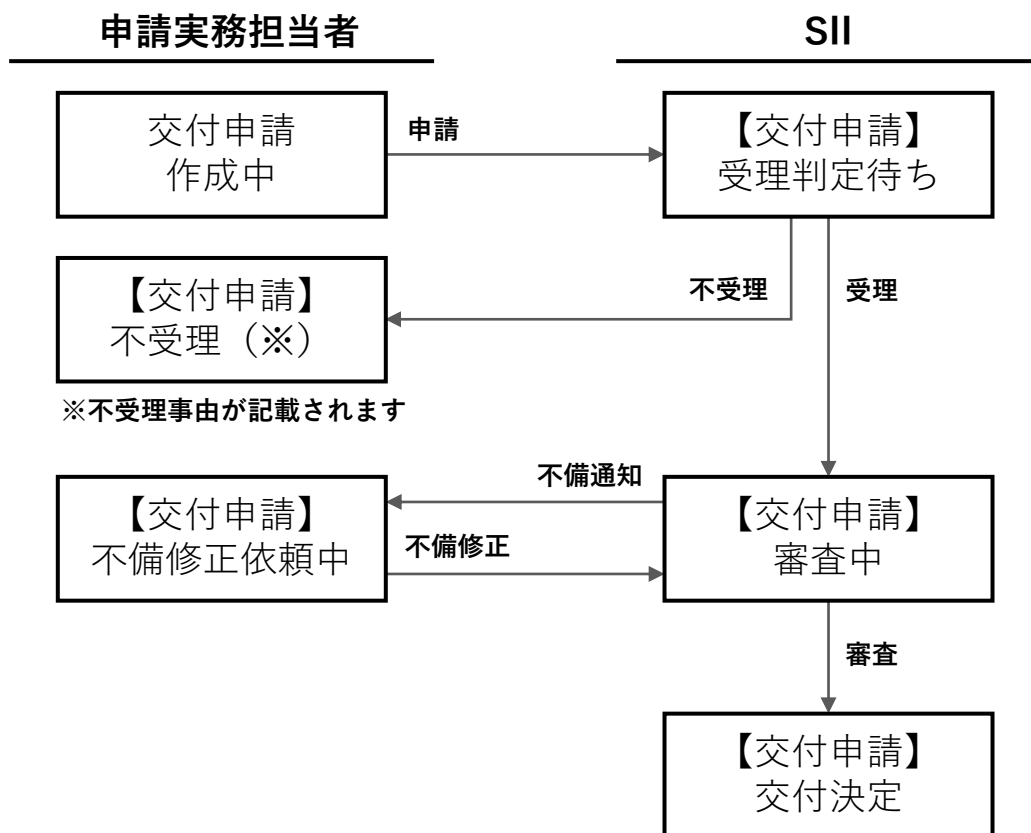 申請実務担当者
SII
交付申請
作成中
申請
【交付申請】
受理判定待ち
【交付申請】
不受理（※）
不受理
受理
※不受理事由が記載されます
【交付申請】
不備修正依頼中
不備通知
不備修正
【交付申請】
審査中
審査
【交付申請】
交付決定